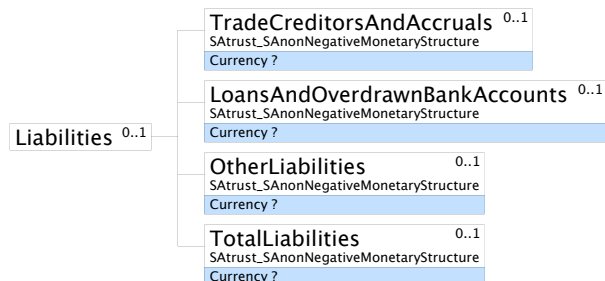 TradeCreditorsAndAccruals 0..1
SAtrust_SAnonNegativeMonetaryStructure
Currency ?
LoansAndOverdrawnBankAccounts 0..1
SAtrust_SAnonNegativeMonetaryStructure
Currency ?
Liabilities 0..1
OtherLiabilities 0..1
SAtrust_SAnonNegativeMonetaryStructure
Currency ?
TotalLiabilities 0..1
SAtrust_SAnonNegativeMonetaryStructure
Currency ?